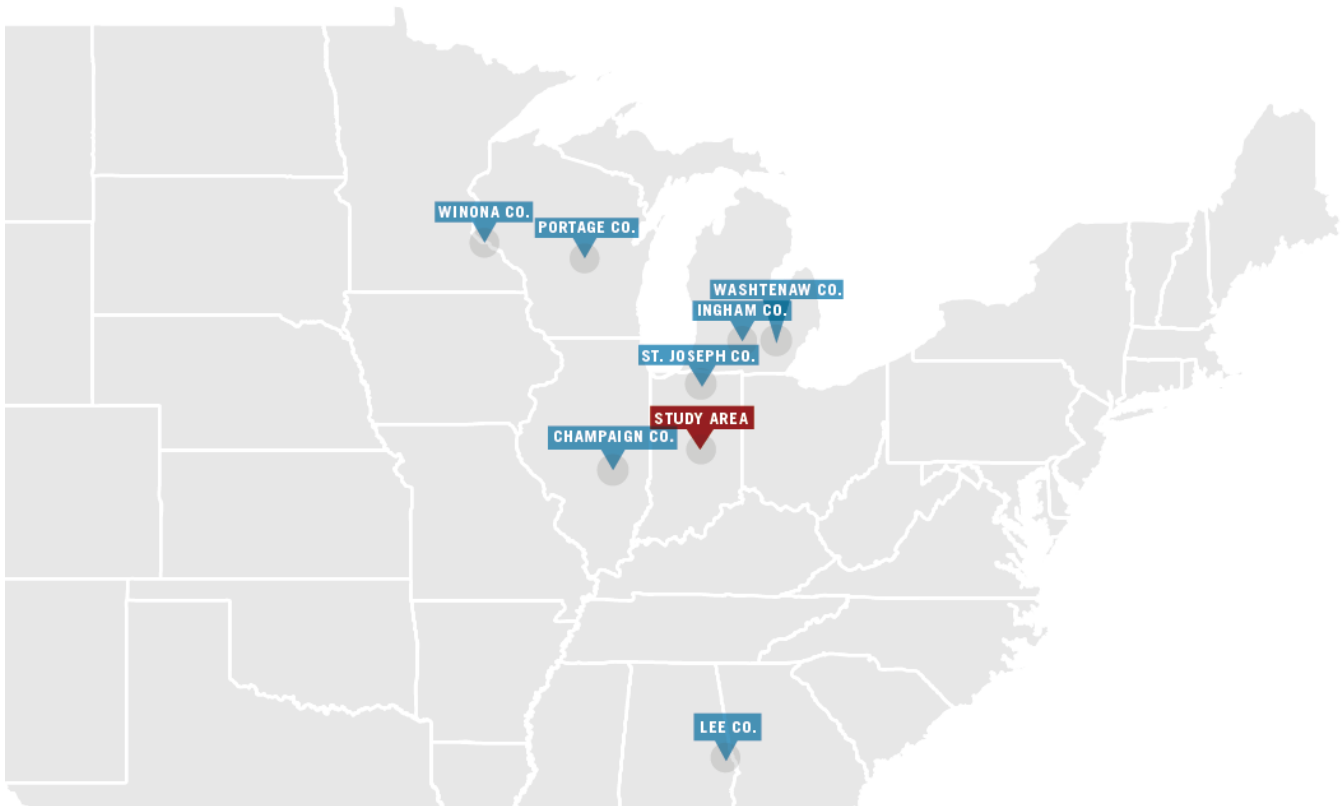 WINONA CO.
PORTAGE CO.
WASHTENAW CO.
INGHAM CO.
ST. JOSEPH CO.
STUDY AREA
CHAMPAIGN CO.
LEE CO.